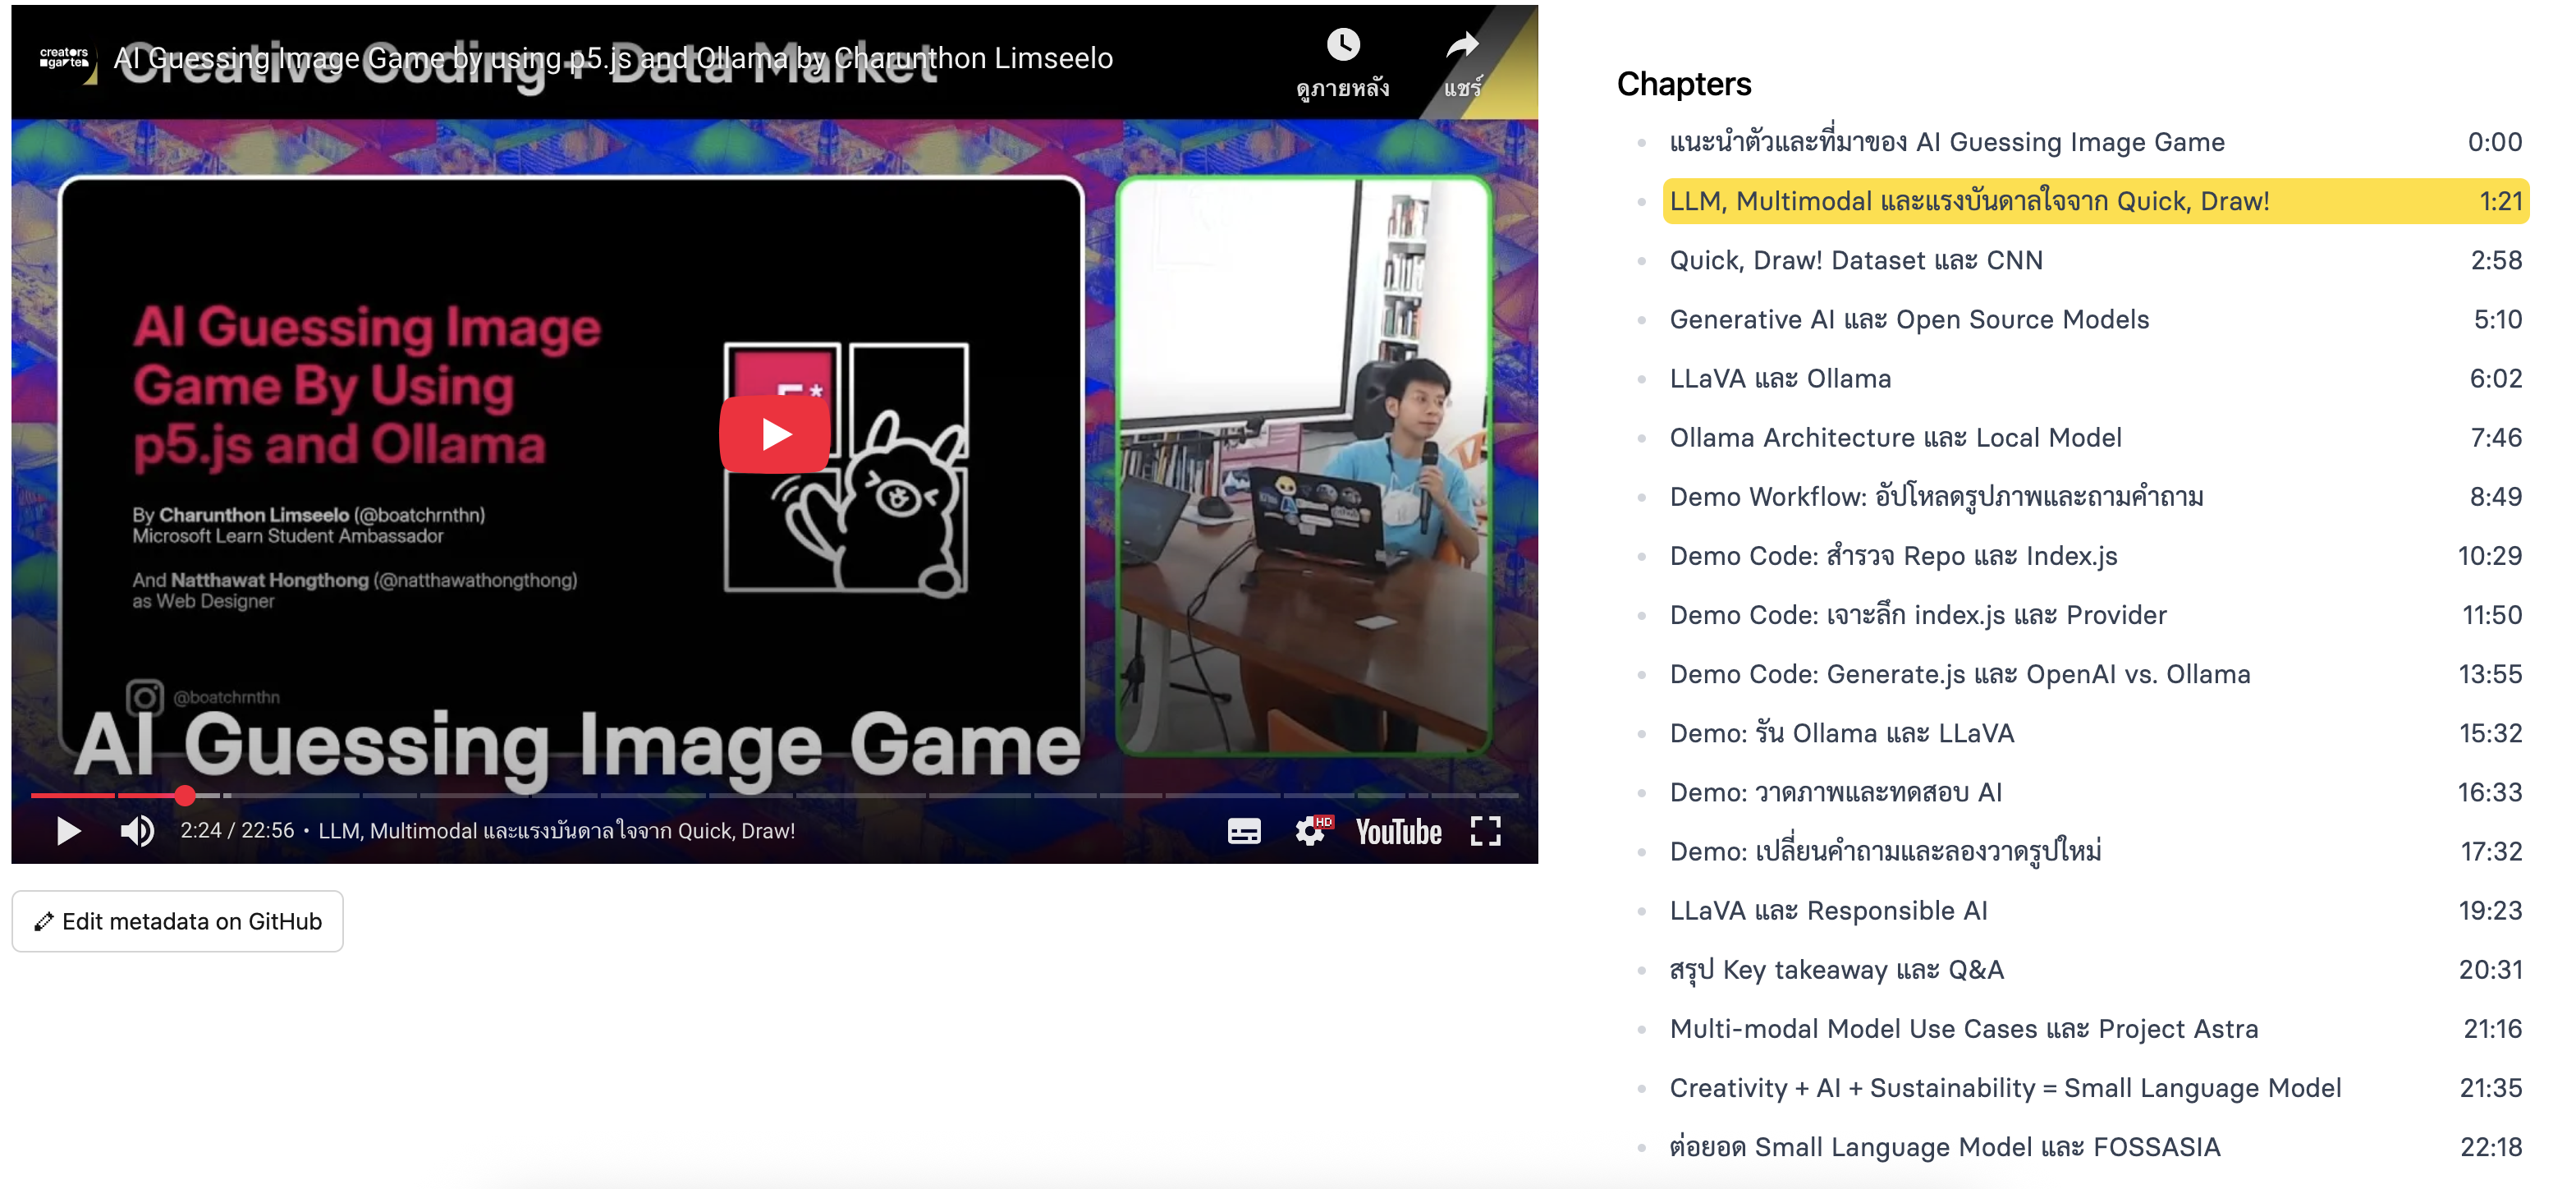 creators
garten
AI Guessing Image Game by using p5.js and Ollama by Charunthon Limseelo
Creative Coding + Data Market
ดูภายหลัง
แชร์
AI Guessing Image
Game By Using
p5.js and Ollama
5*
By Charunthon Limseelo (@boatchrnthn)
Microsoft Learn Student Ambassador
And Natthawat Hongthong (@natthawathongthong)
as Web Designer
@boatchrnthn
AI Guessing Image Game
2:24 / 22:56 • LLM, Multimodal และแรงบันดาลใจจาก Quick, Draw!
HD
YouTube
Edit metadata on GitHub
Chapters
แนะนำตัวและที่มาของ AI Guessing Image Game 0:00
LLM, Multimodal และแรงบันดาลใจจาก Quick, Draw! 1:21
Quick, Draw! Dataset และ CNN 2:58
Generative AI และ Open Source Models 5:10
LLaVA และ Ollama 6:02
Ollama Architecture และ Local Model 7:46
Demo Workflow: อัปโหลดรูปภาพและถามคำถาม 8:49
Demo Code: สำรวจ Repo และ Index.js 10:29
Demo Code: เจาะลึก index.js และ Provider 11:50
Demo Code: Generate.js และ OpenAI vs. Ollama 13:55
Demo: รัน Ollama และ LLaVA 15:32
Demo: วาดภาพและทดสอบ AI 16:33
Demo: เปลี่ยนคำถามและลองวาดรูปใหม่ 17:32
LLaVA และ Responsible AI 19:23
สรุป Key takeaway และ Q&A 20:31
Multi-modal Model Use Cases และ Project Astra 21:16
Creativity + AI + Sustainability = Small Language Model 21:35
ต่อยอด Small Language Model และ FOSSASIA 22:18